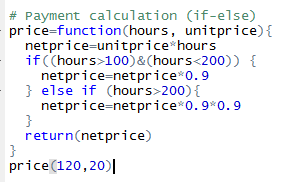 # Payment calculation (if-else)
price=function(hours, unitprice){
  netprice=unitprice*hours
  if((hours>100)&(hours<200)) {
    netprice=netprice*0.9
  } else if (hours>200){
    netprice=netprice*0.9*0.9
  }
  return(netprice)
}
price(120,20)